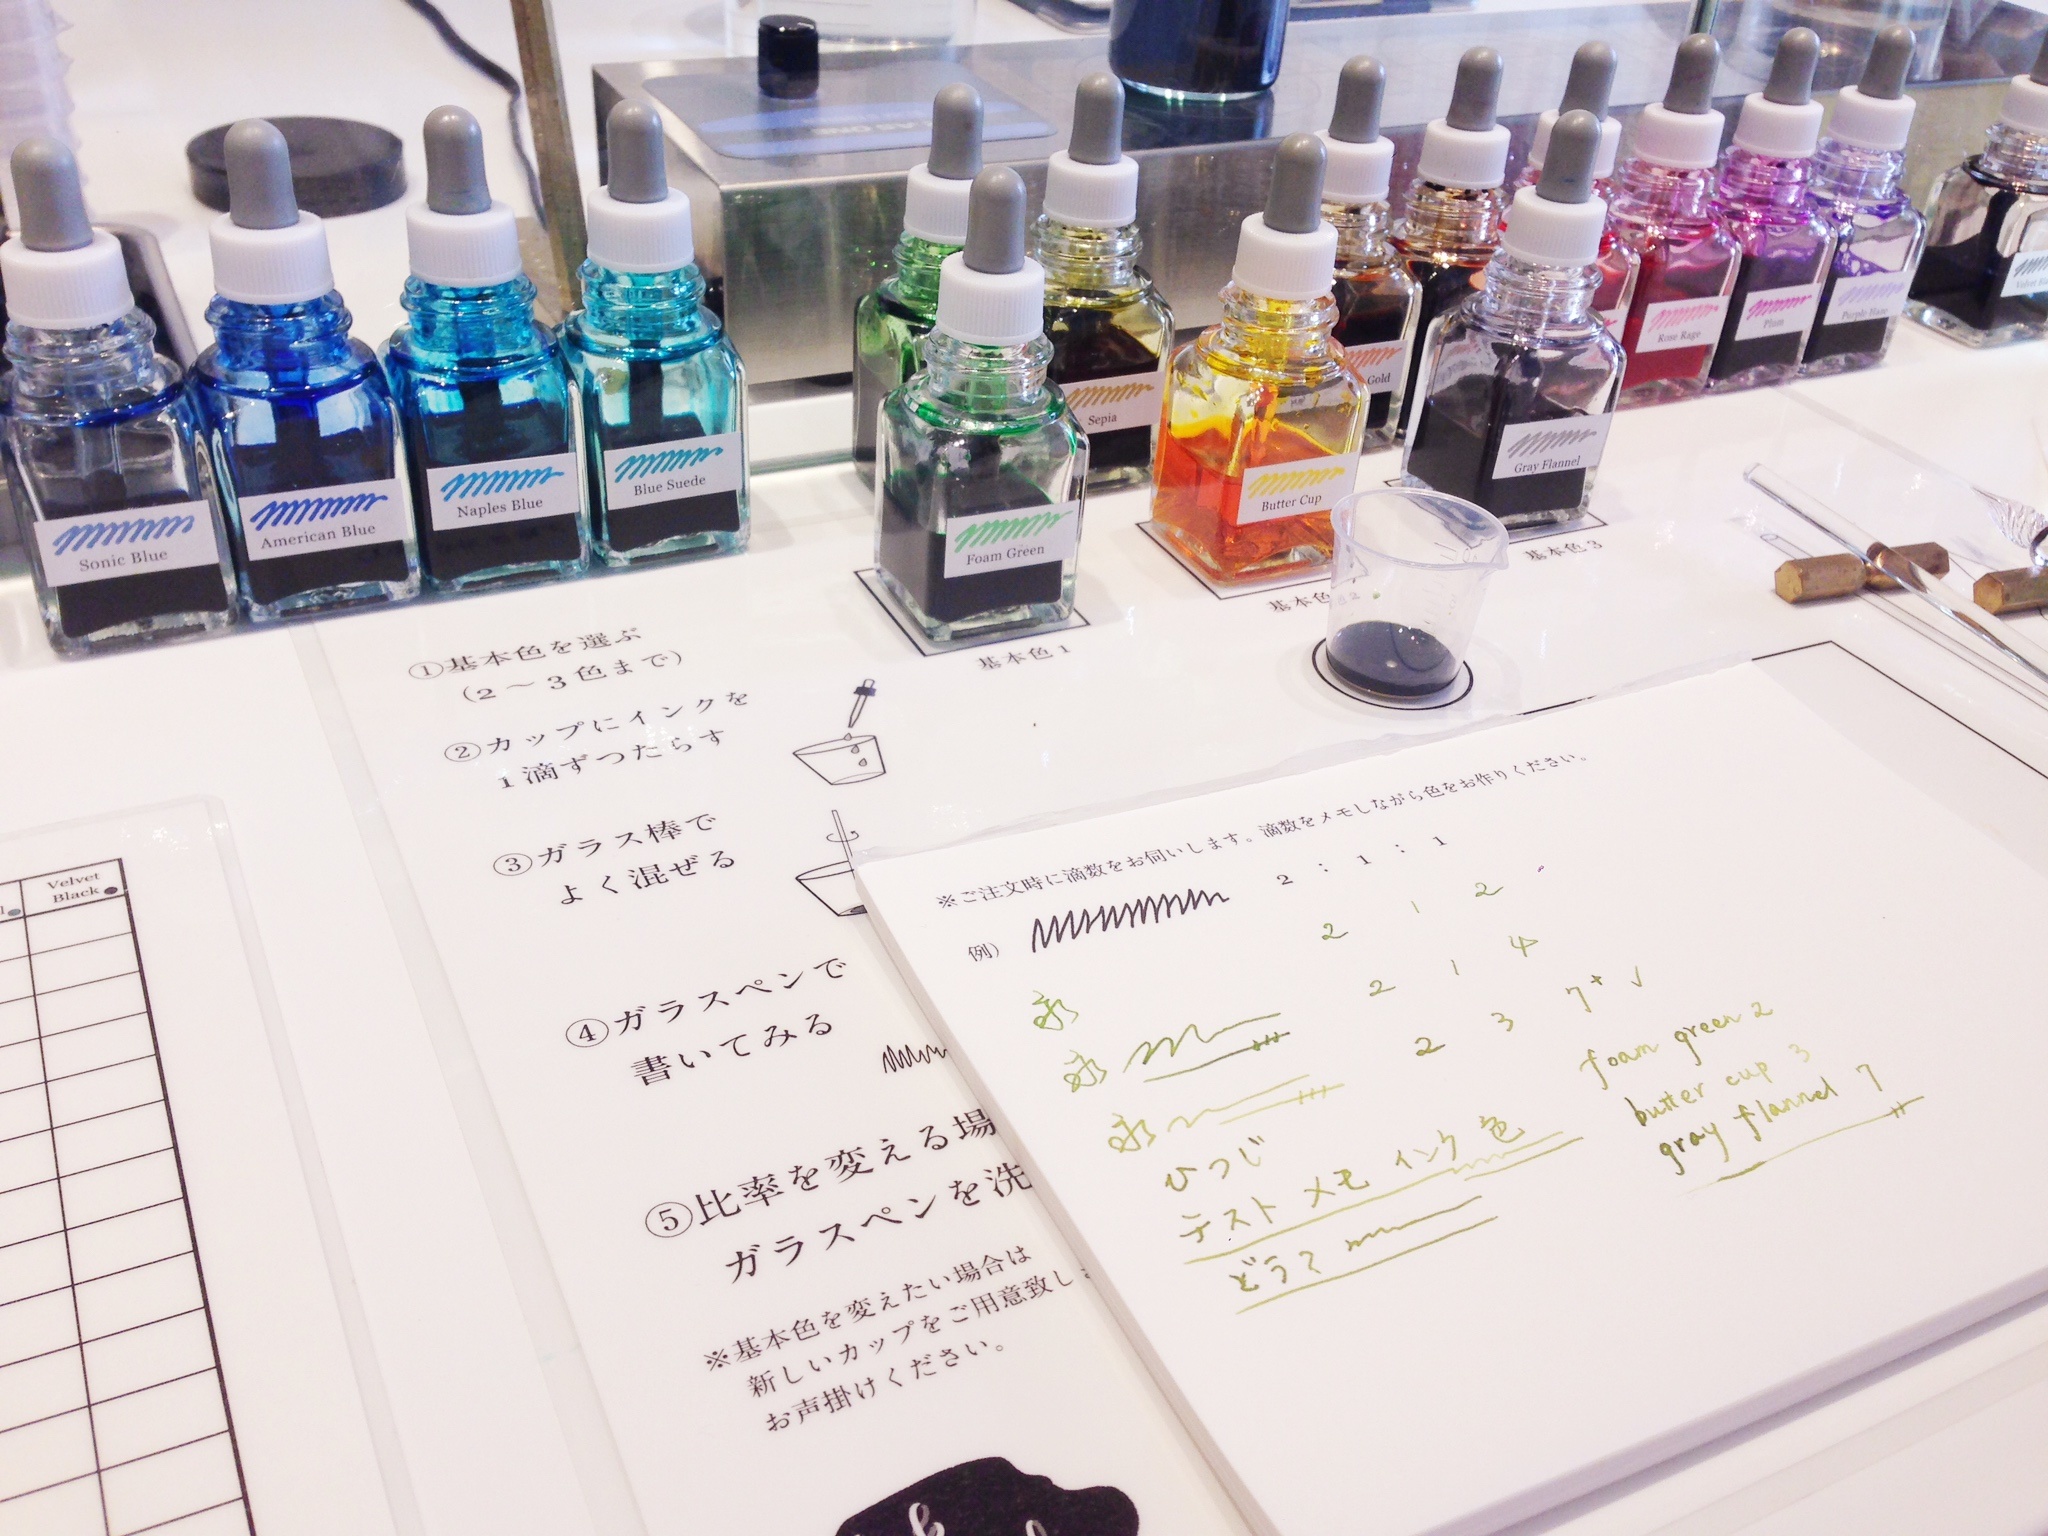 Sonic Blue
American Blue
Naples Blue
Blue Suede
Foam Green
Sepia
Butter Cup
Gold
Gray Flannel
Rose Rage
Plum
Purple Haze
Velvet
基本色1
基本色
基本色3
①基本色を選ぶ
(2～3色まで)
②カップにインクを
1滴ずつたらす
③ガラス棒で
よく混ぜる
④ガラスペンで
書いてみる
⑤比率を変える場
ガラスペンを洗
※基本色を変えたい場合は
新しいカップをご用意致しま
お声掛けください。
Velvet
Black
※ご注文時に滴数をお伺いします。滴数をメモしながら色をお作りください。
例) 2 : 1 : 1
2 1 2
永 2 1 4
永 2 3 7+ ✓
永
ひつじ
テスト メモ インク 色
どう?
foam green 2
butter cup 3
gray flannel 7